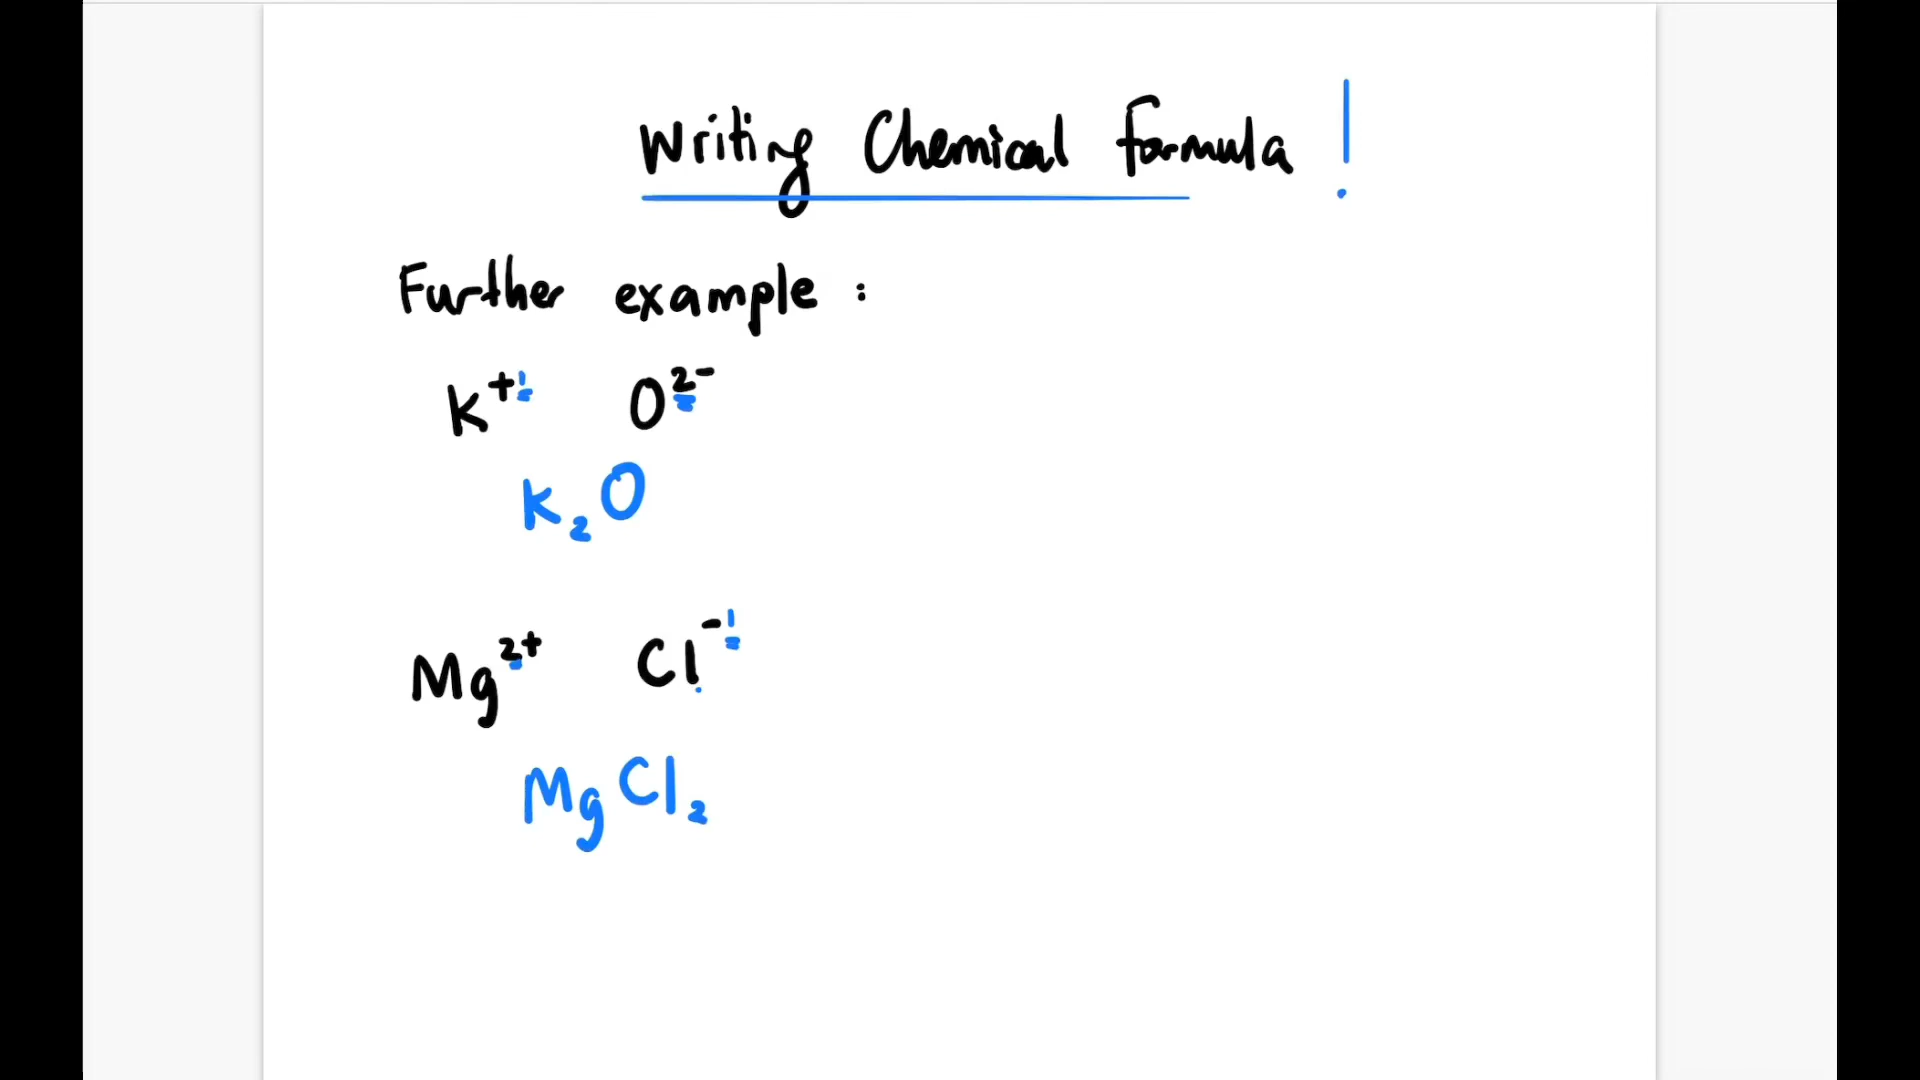 Writing Chemical formula !
Further example :
K⁺¹ O²⁻
K₂O
Mg²⁺ Cl⁻¹
MgCl₂